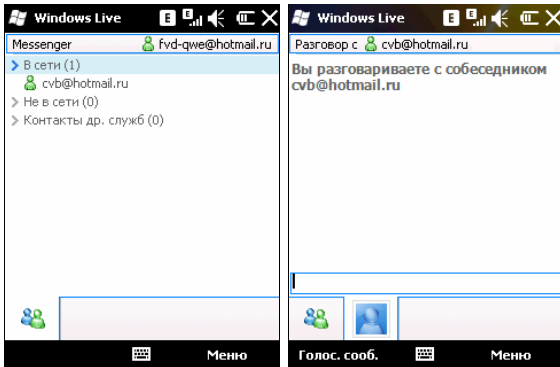 Windows Live
Messenger fvd-qwe@hotmail.ru
В сети (1)
cvb@hotmail.ru
Не в сети (0)
Контакты др. служб (0)
Меню
Windows Live
Разговор с cvb@hotmail.ru
Вы разговариваете с собеседником
cvb@hotmail.ru
Голос. сооб. Меню